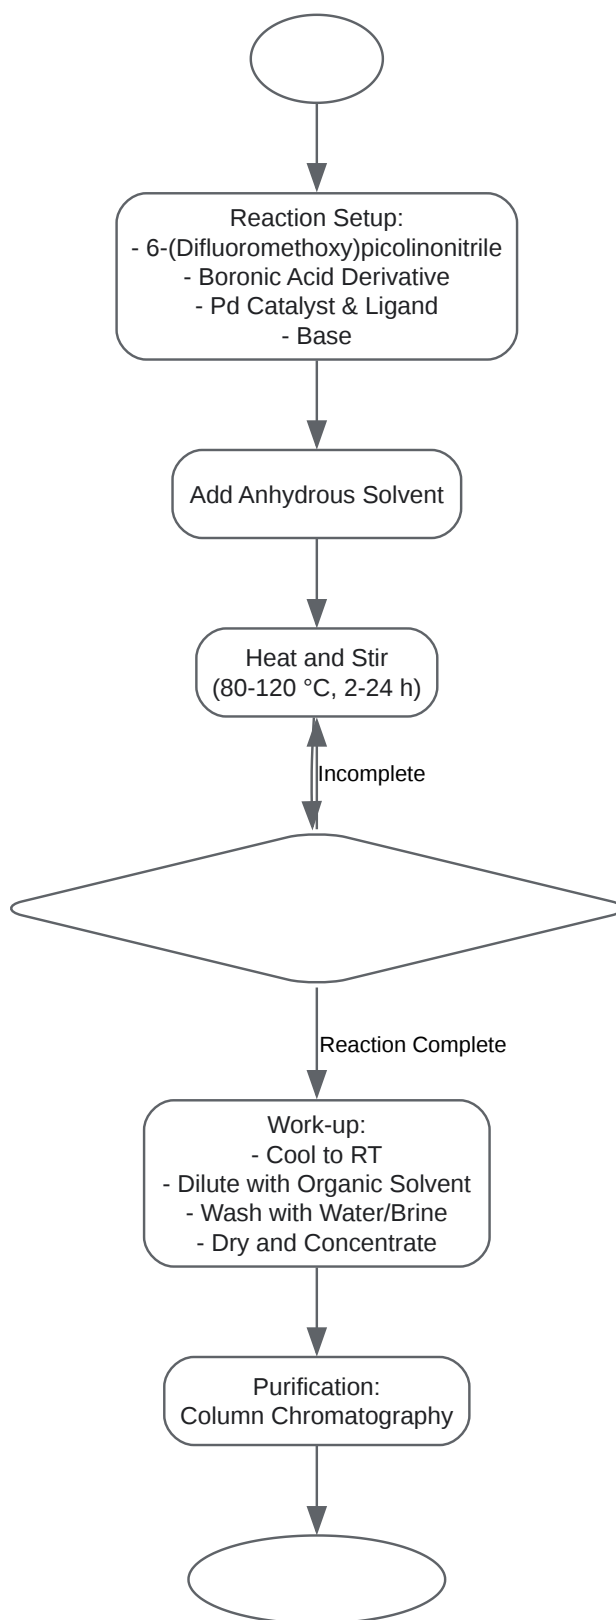 Reaction Setup:
- 6-(Difluoromethoxy)picolinonitrile
- Boronic Acid Derivative
- Pd Catalyst & Ligand
- Base
Add Anhydrous Solvent
Heat and Stir
(80-120 °C, 2-24 h)
Incomplete
Reaction Complete
Work-up:
- Cool to RT
- Dilute with Organic Solvent
- Wash with Water/Brine
- Dry and Concentrate
Purification:
Column Chromatography